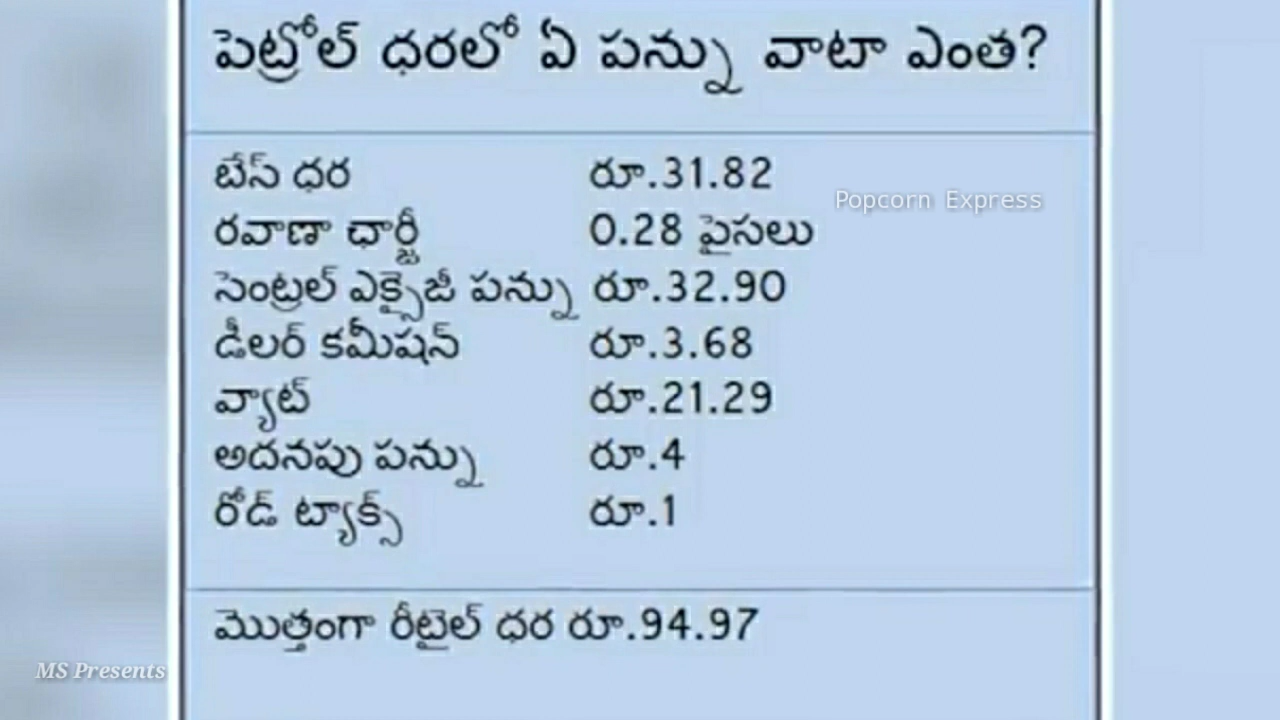 పెట్రోల్ ధరలో ఏ పన్ను వాటా ఎంత?
బేస్ ధర రూ.31.82
Popcorn Express
రవాణా ఛార్జీ 0.28 పైసలు
సెంట్రల్ ఎక్సైజీ పన్ను రూ.32.90
డీలర్ కమీషన్ రూ.3.68
వ్యాట్ రూ.21.29
అదనపు పన్ను రూ.4
రోడ్ ట్యాక్స్ రూ.1
మొత్తంగా రీటైల్ ధర రూ.94.97
MS Presents